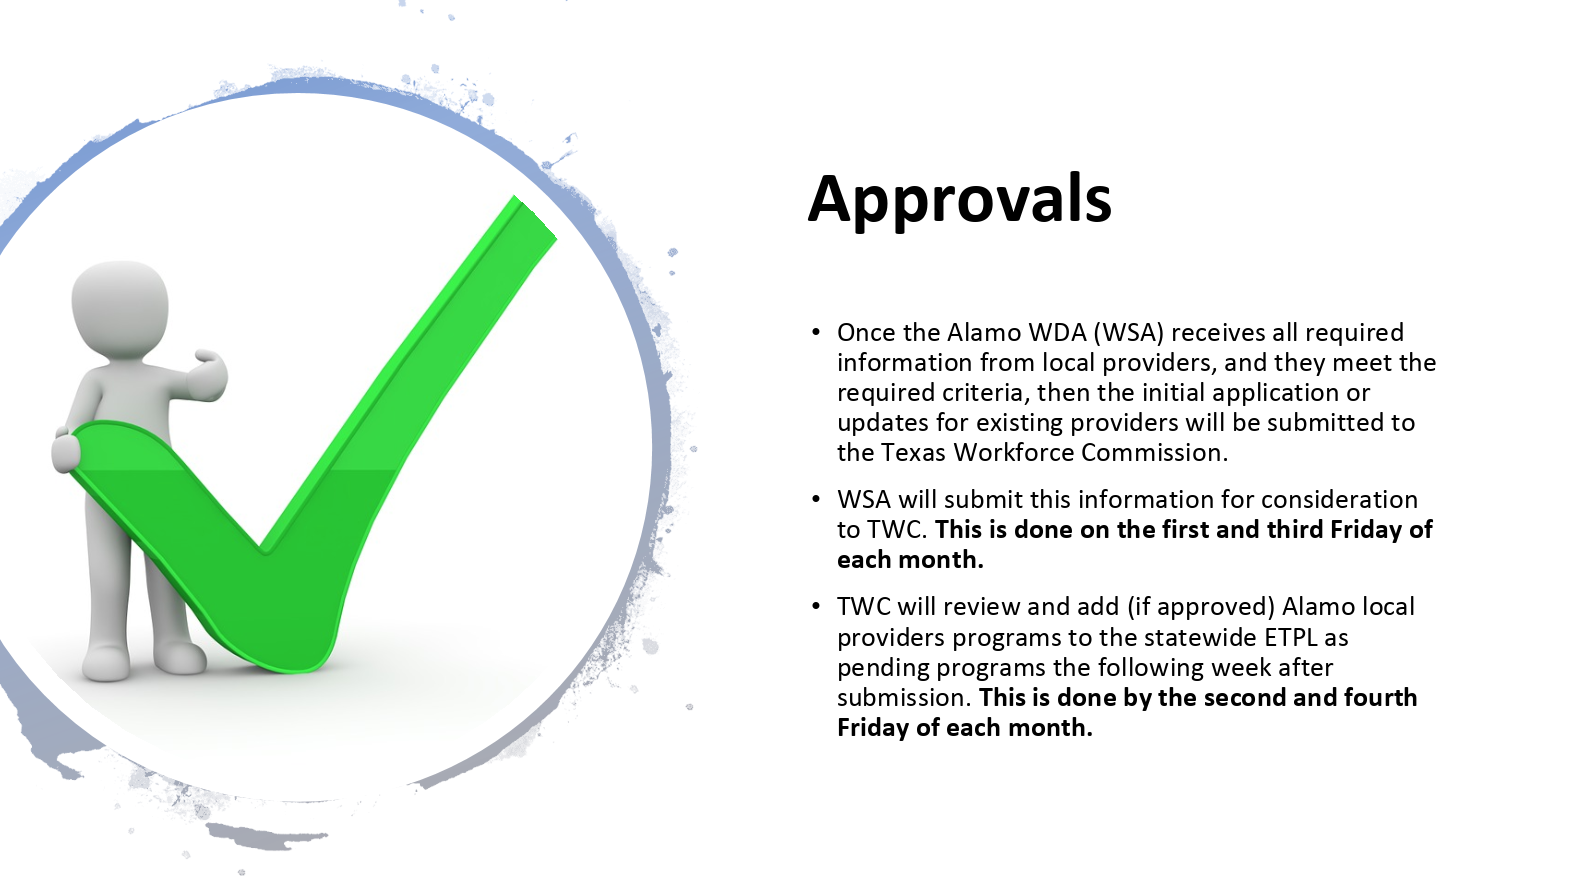 Approvals
• Once the Alamo WDA (WSA) receives all required
information from local providers, and they meet the
required criteria, then the initial application or
updates for existing providers will be submitted to
the Texas Workforce Commission.
• WSA will submit this information for consideration
to TWC. This is done on the first and third Friday of
each month.
• TWC will review and add (if approved) Alamo local
providers programs to the statewide ETPL as
pending programs the following week after
submission. This is done by the second and fourth
Friday of each month.